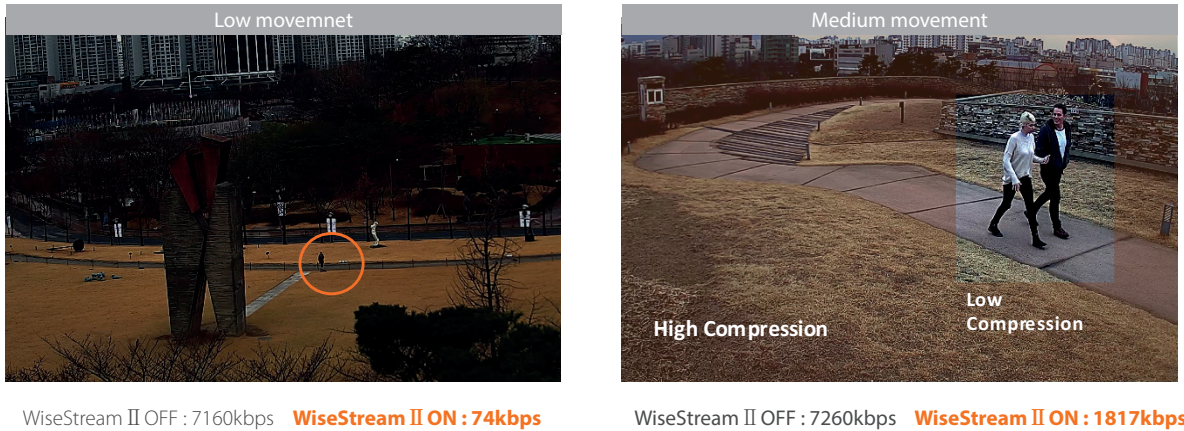 Low movemnet
Medium movement
High Compression
Low
Compression
WiseStream Ⅱ OFF : 7160kbps WiseStream Ⅱ ON : 74kbps
WiseStream Ⅱ OFF : 7260kbps WiseStream Ⅱ ON : 1817kbps